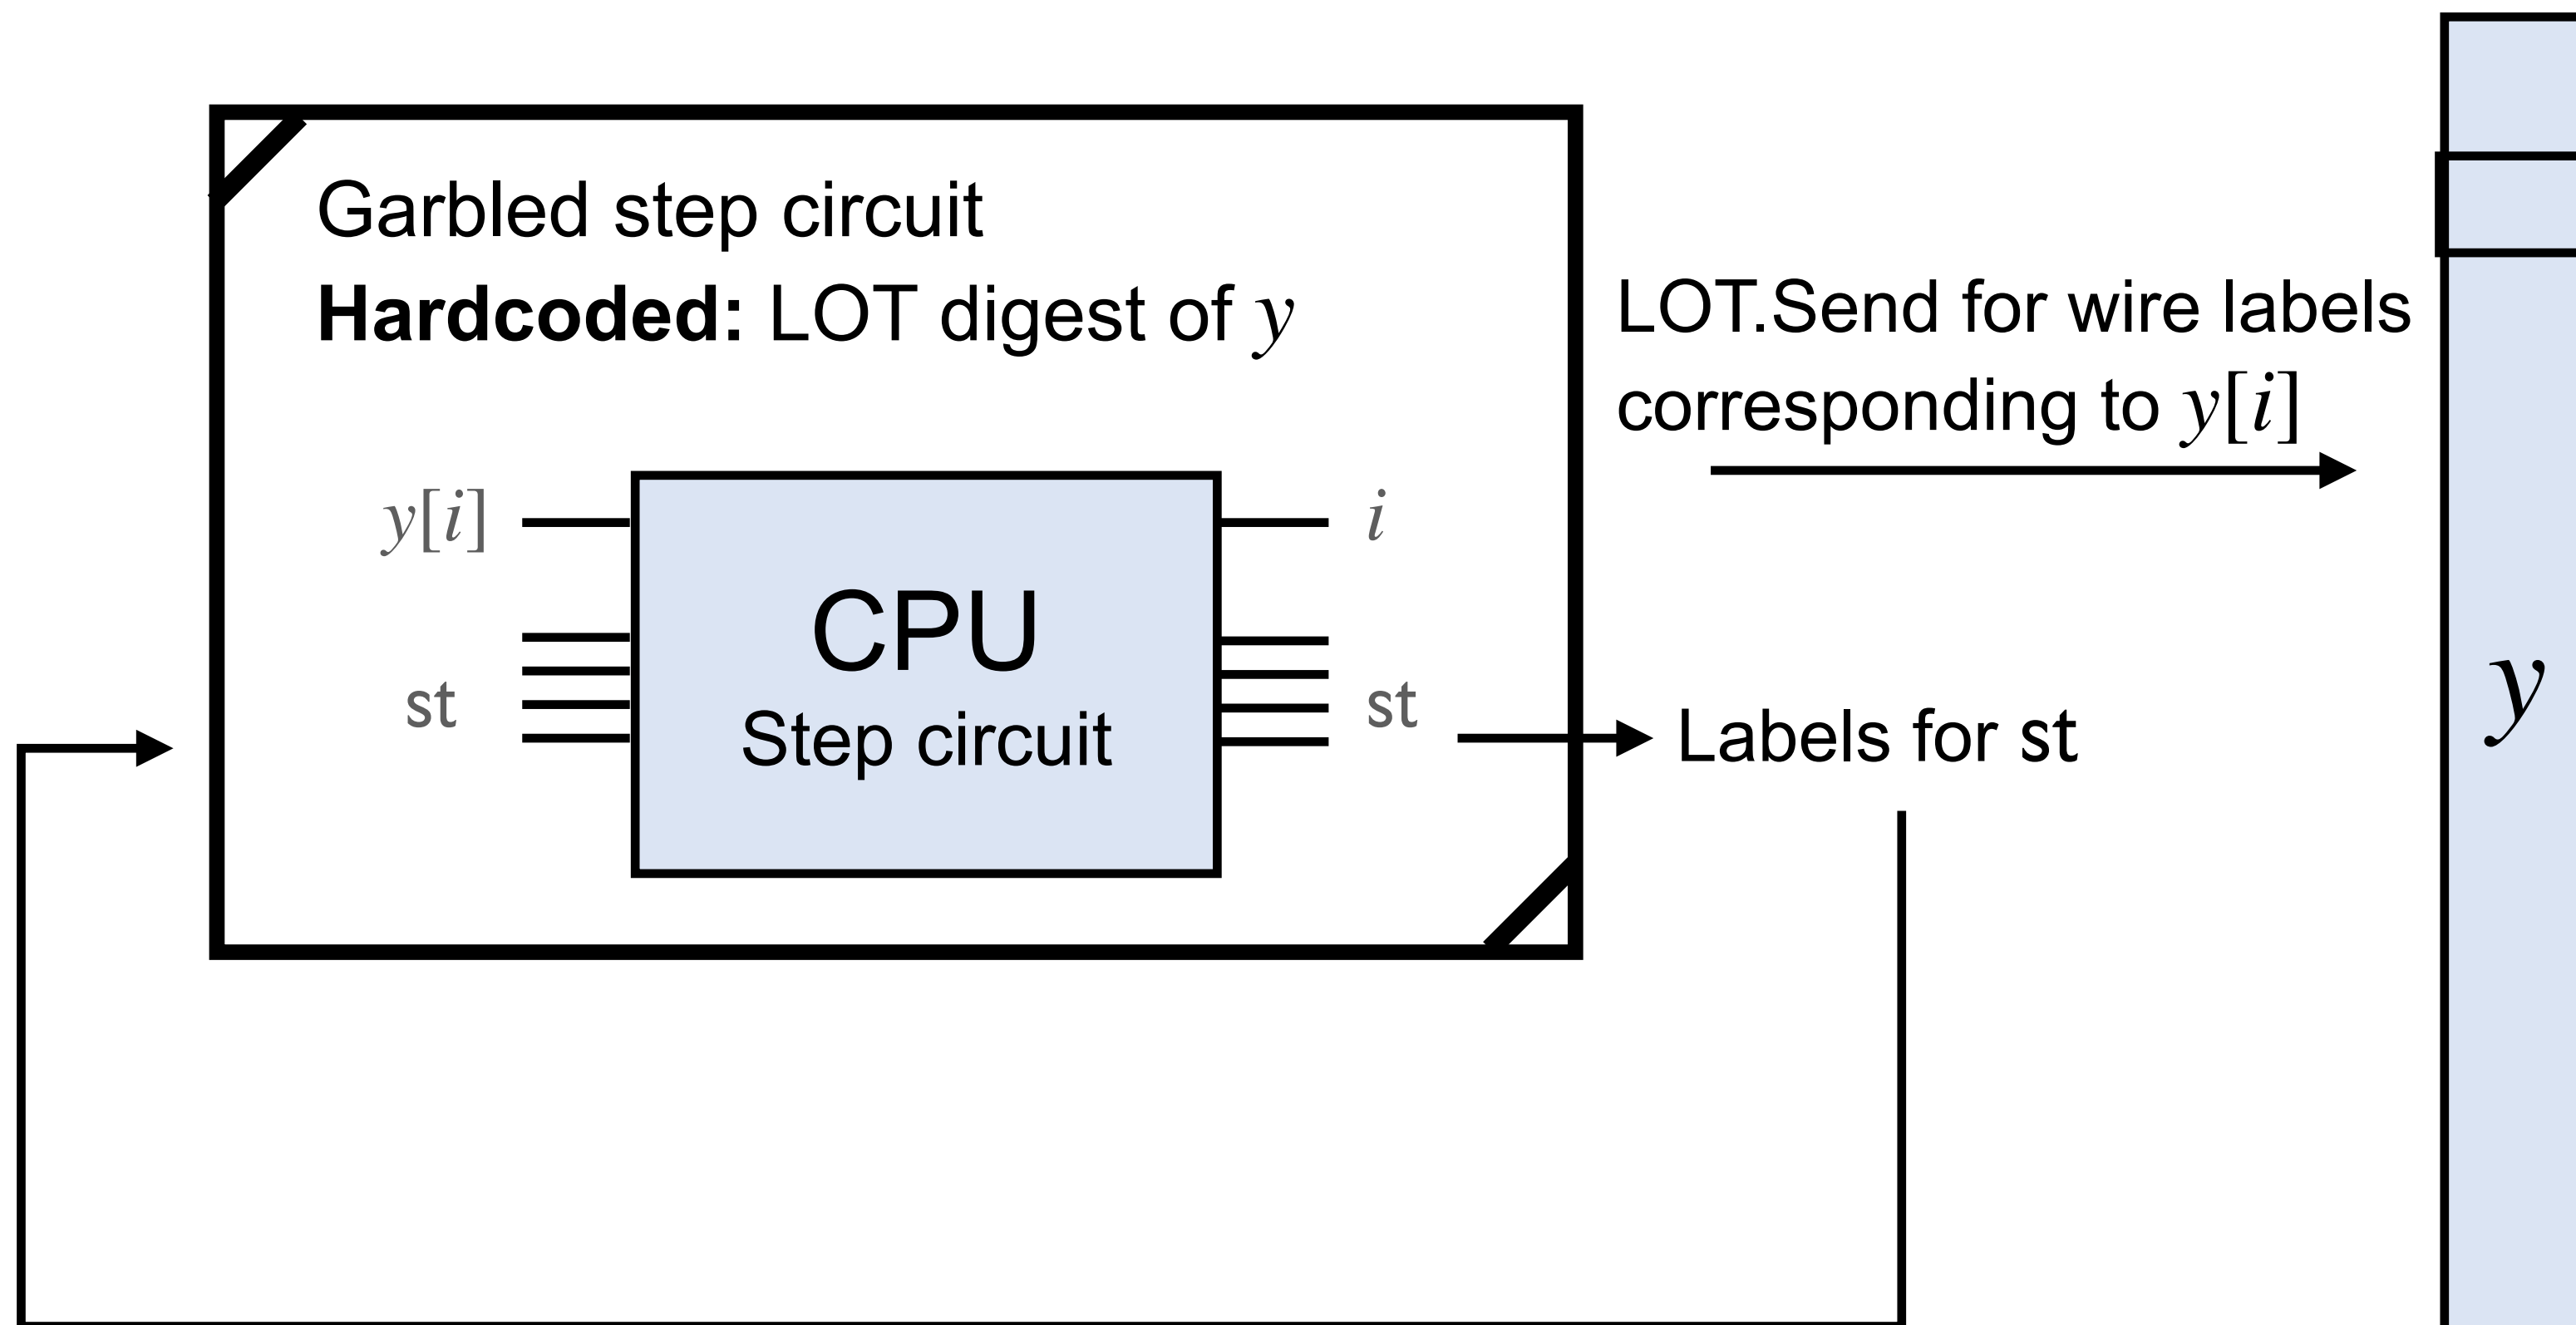 Garbled step circuit
Hardcoded: LOT digest of y
LOT.Send for wire labels
corresponding to y[i]
y[i]
i
CPU
Step circuit
st
st
Labels for st
y